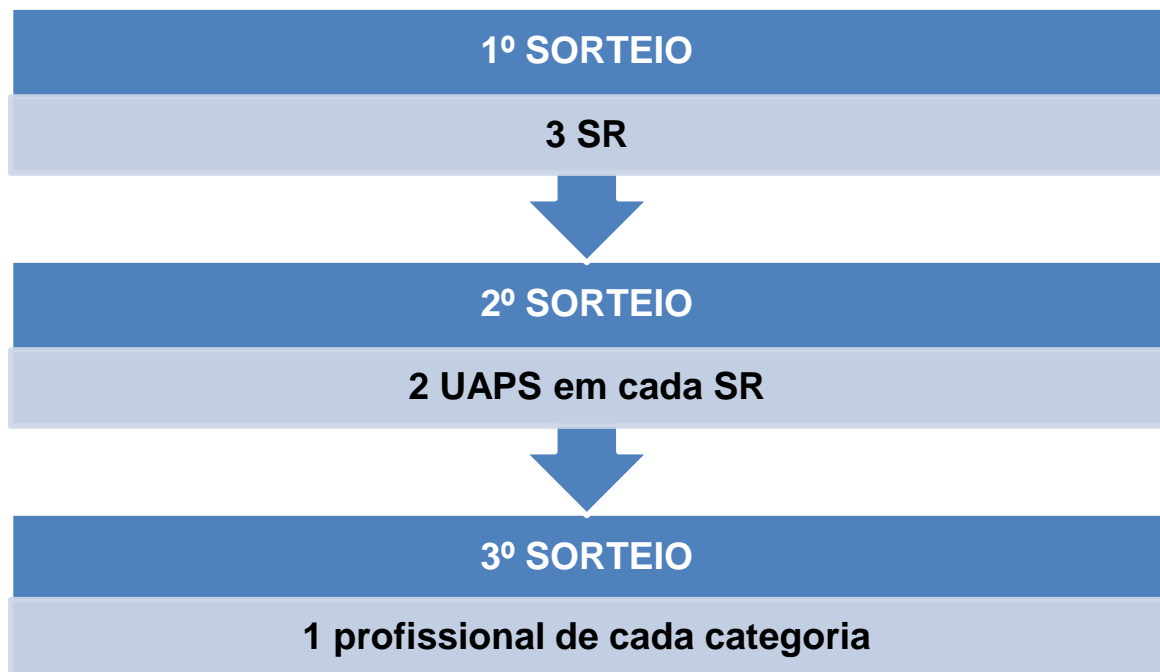 1º SORTEIO
3 SR
2º SORTEIO
2 UAPS em cada SR
3º SORTEIO
1 profissional de cada categoria